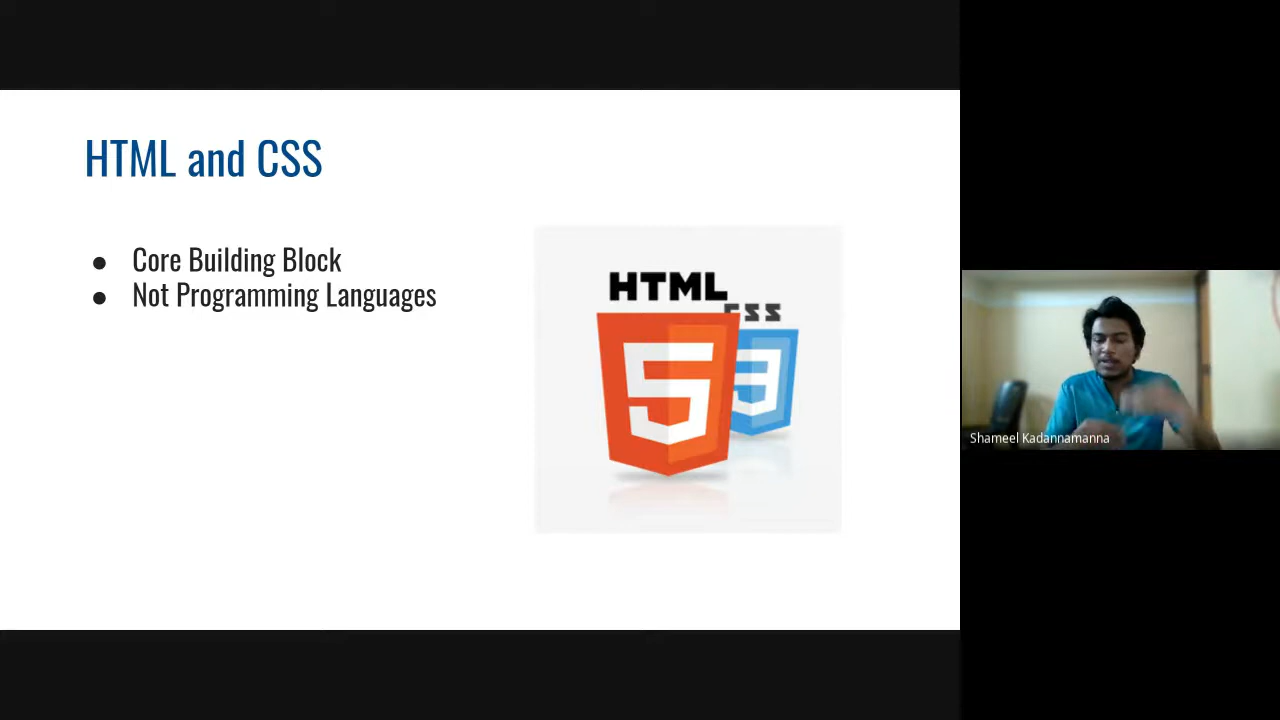 HTML and CSS
● Core Building Block
● Not Programming Languages
HTML
CSS
5
3
Shameel Kadannamanna